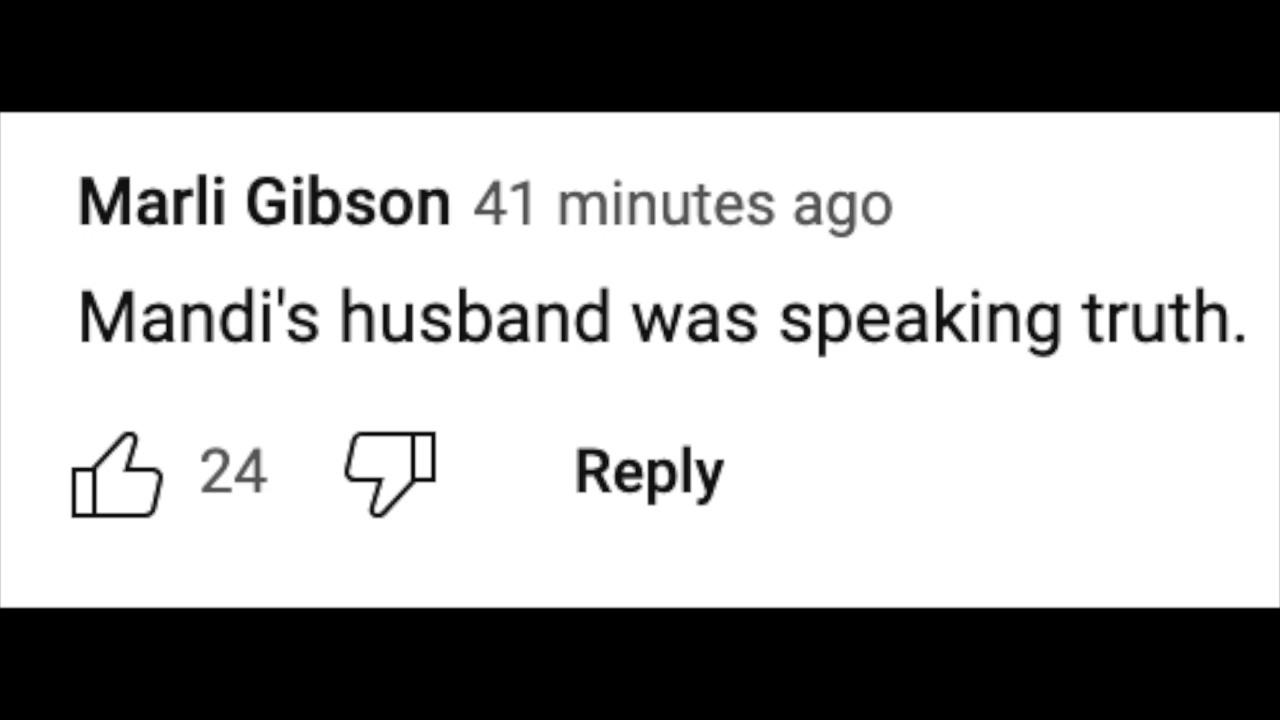 Marli Gibson 41 minutes ago
Mandi's husband was speaking truth.
24 Reply